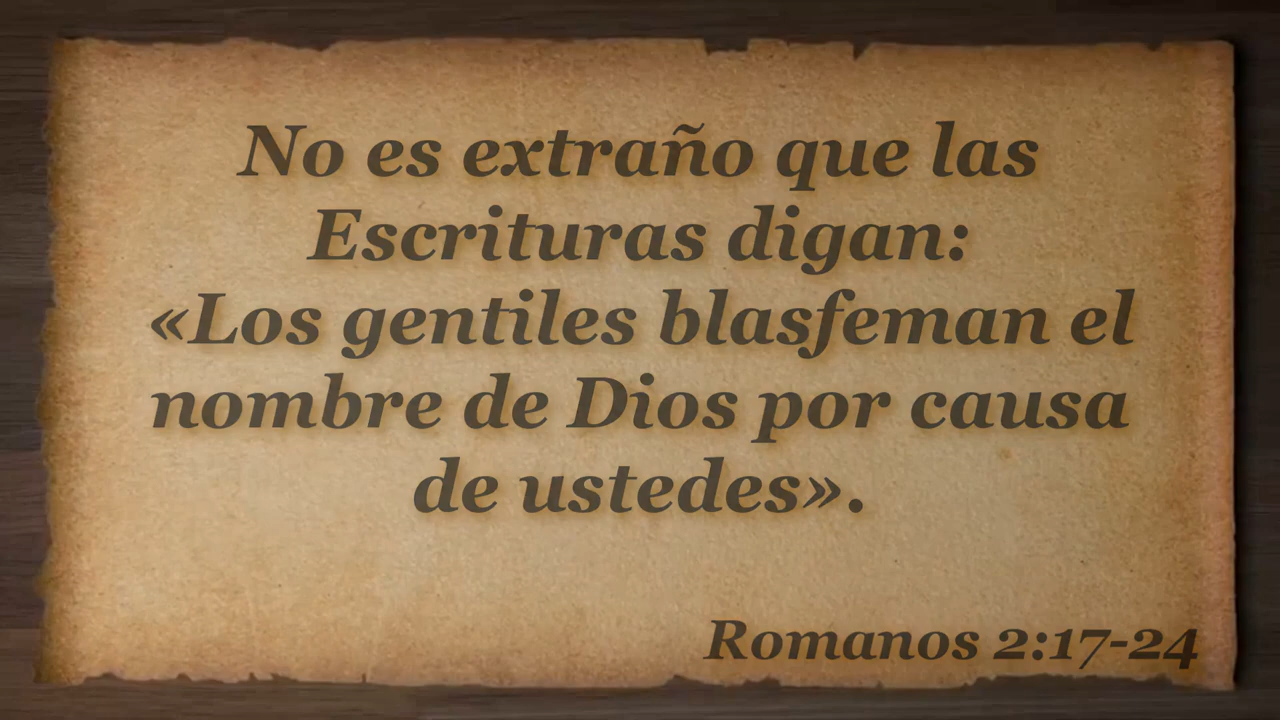 No es extraño que las
Escrituras digan:
«Los gentiles blasfeman el
nombre de Dios por causa
de ustedes».
Romanos 2:17-24